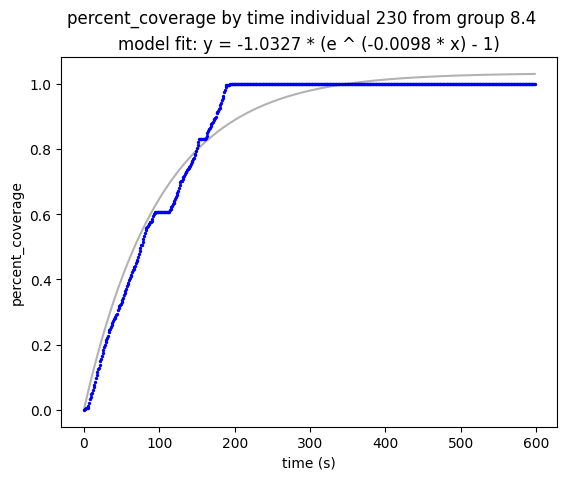 percent_coverage by time individual 230 from group 8.4
model fit: y = -1.0327 * (e ^ (-0.0098 * x) - 1)
1.0
0.8
0.6
0.4
0.2
0.0
percent_coverage
0 100 200 300 400 500 600
time (s)